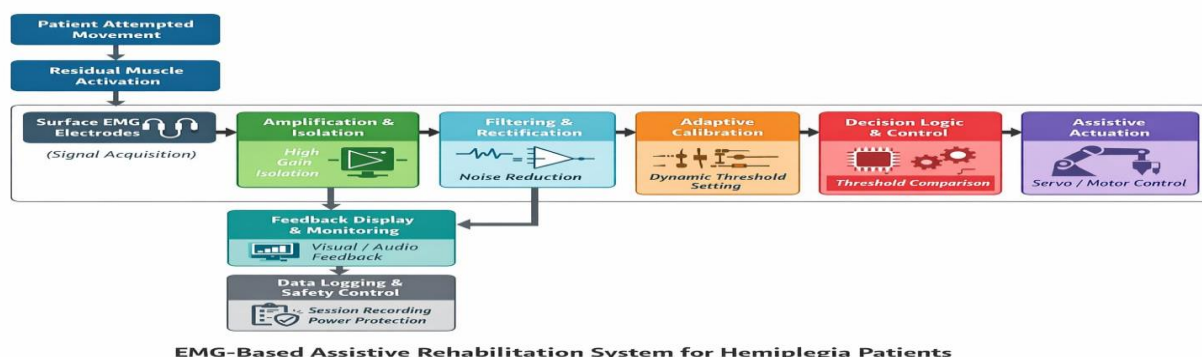 Patient Attempted
Movement
Residual Muscle
Activation
Surface EMG
Electrodes
(Signal Acquisition)
Amplification &
Isolation
High
Gain
Isolation
Filtering &
Rectification
Noise Reduction
Adaptive
Calibration
Dynamic Threshold
Setting
Decision Logic
& Control
Threshold Comparison
Assistive
Actuation
Servo / Motor Control
Feedback Display
& Monitoring
Visual / Audio
Feedback
Data Logging &
Safety Control
Session Recording
Power Protection
EMG-Based Assistive Rehabilitation System for Hemiplegia Patients